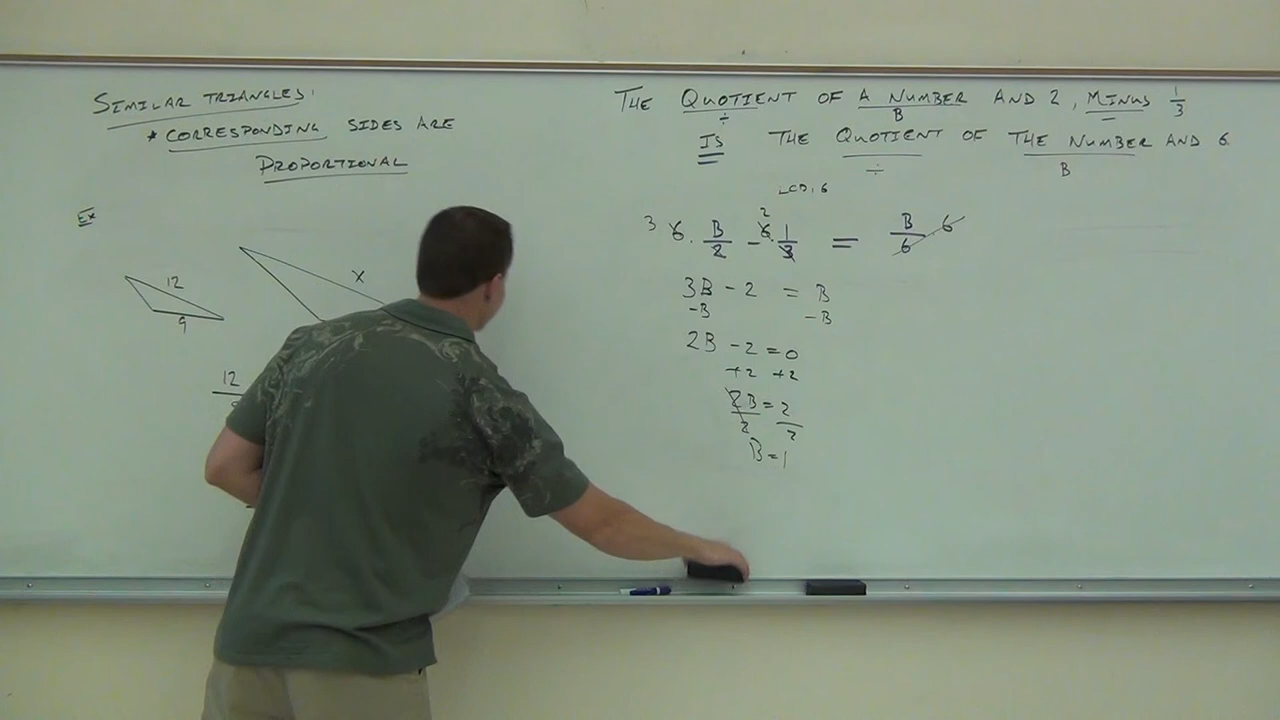 SIMILAR TRIANGLES:
* CORRESPONDING SIDES ARE
PROPORTIONAL
Ex
12
9
x
12
THE QUOTIENT OF A NUMBER AND 2, MINUS 1/3
÷ B −
IS THE QUOTIENT OF THE NUMBER AND 6.
÷ B
LCD: 6
3 6 · B/2 − 2 6 · 1/3 = B/6 · 6
3B − 2 = B
−B −B
2B − 2 = 0
+2 +2
2B/2 = 2/2
B = 1